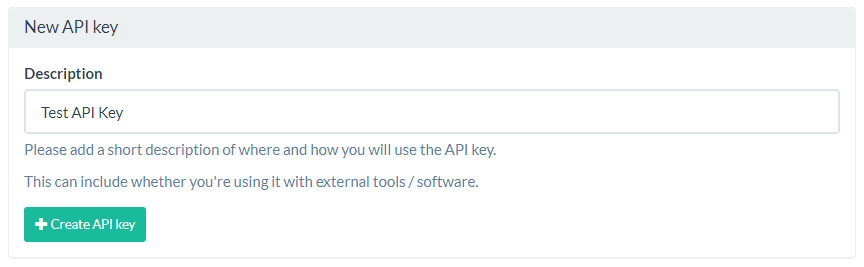 New API key
Description
Test API Key
Please add a short description of where and how you will use the API key.
This can include whether you're using it with external tools / software.
Create API key